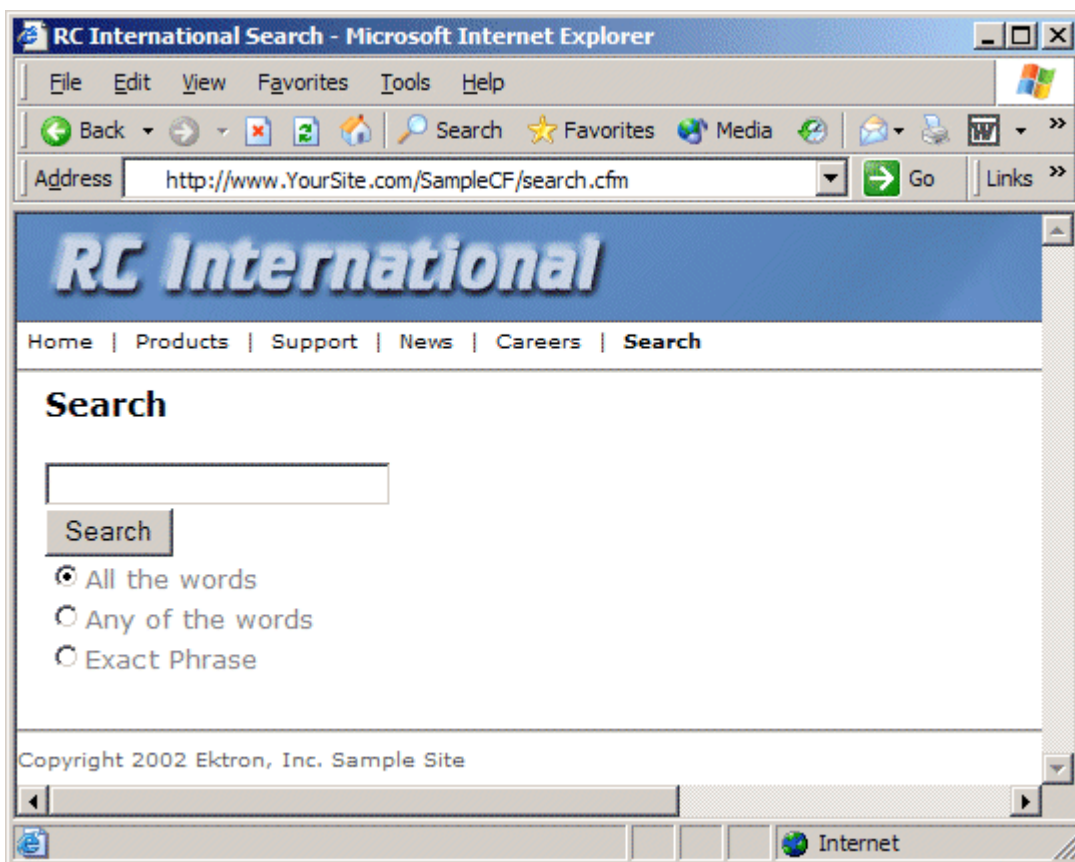 RC International Search - Microsoft Internet Explorer
File Edit View Favorites Tools Help
Back Search Favorites Media W »
Address http://www.YourSite.com/SampleCF/search.cfm Go Links »
RC International
Home | Products | Support | News | Careers | Search
Search
Search
All the words
Any of the words
Exact Phrase
Copyright 2002 Ektron, Inc. Sample Site
Internet